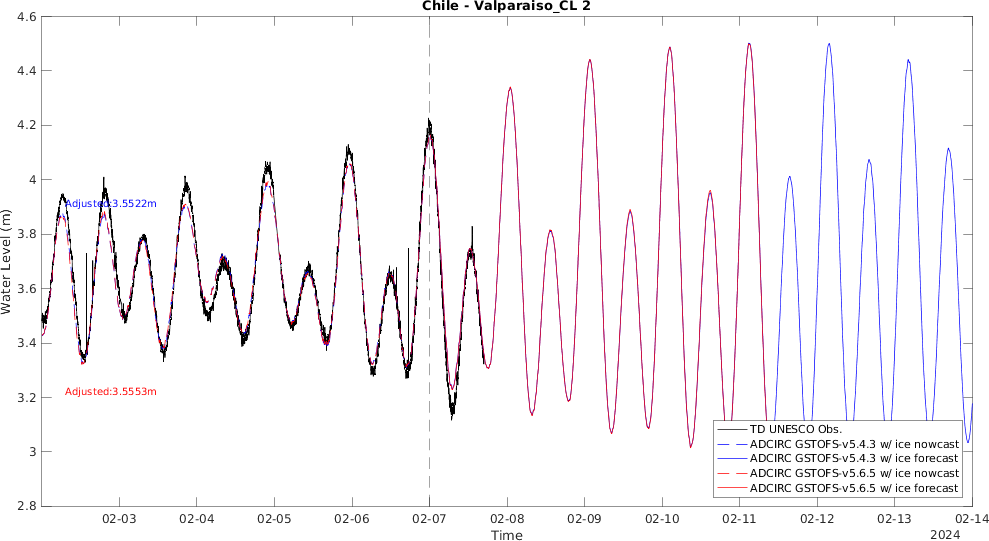 Chile - Valparaiso_CL 2
4.6
4.4
4.2
4
3.8
3.6
3.4
3.2
3
2.8
Water Level (m)
Adjusted:3.5522m
Adjusted:3.5553m
TD UNESCO Obs.
ADCIRC GSTOFS-v5.4.3 w/ ice nowcast
ADCIRC GSTOFS-v5.4.3 w/ ice forecast
ADCIRC GSTOFS-v5.6.5 w/ ice nowcast
ADCIRC GSTOFS-v5.6.5 w/ ice forecast
02-03 02-04 02-05 02-06 02-07 02-08 02-09 02-10 02-11 02-12 02-13 02-14
Time
2024